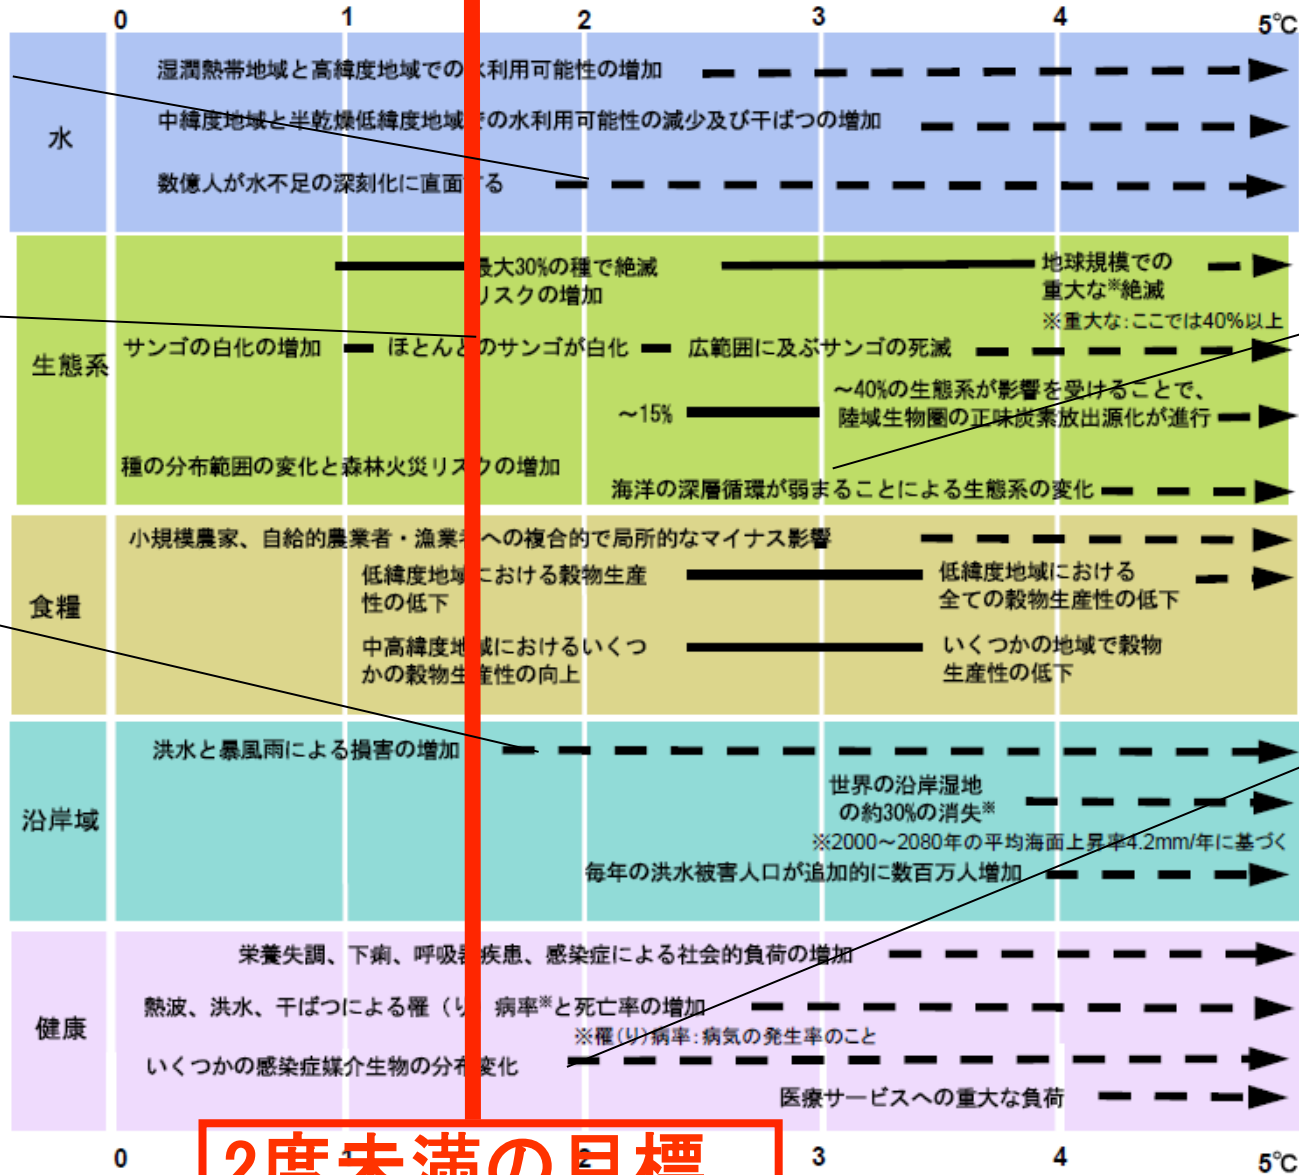 0 1 2 3 4 5℃
水
湿潤熱帯地域と高緯度地域での水利用可能性の増加
中緯度地域と半乾燥低緯度地域での水利用可能性の減少及び干ばつの増加
数億人が水不足の深刻化に直面する
生態系
最大30%の種で絶滅
リスクの増加
地球規模での
重大な※絶滅
※重大な:ここでは40%以上
サンゴの白化の増加 ほとんどのサンゴが白化 広範囲に及ぶサンゴの死滅
～15%
～40%の生態系が影響を受けることで、
陸域生物圏の正味炭素放出源化が進行
種の分布範囲の変化と森林火災リスクの増加
海洋の深層循環が弱まることによる生態系の変化
食糧
小規模農家、自給的農業者・漁業者への複合的で局所的なマイナス影響
低緯度地域における穀物生産
性の低下
低緯度地域における
全ての穀物生産性の低下
中高緯度地域におけるいくつ
かの穀物生産性の向上
いくつかの地域で穀物
生産性の低下
沿岸域
洪水と暴風雨による損害の増加
世界の沿岸湿地
の約30%の消失※
※2000～2080年の平均海面上昇率4.2mm/年に基づく
毎年の洪水被害人口が追加的に数百万人増加
健康
栄養失調、下痢、呼吸器疾患、感染症による社会的負荷の増加
熱波、洪水、干ばつによる罹（り）病率※と死亡率の増加
※罹(り)病率:病気の発生率のこと
いくつかの感染症媒介生物の分布変化
医療サービスへの重大な負荷
2度未満の目標
0 1 2 3 4 5℃